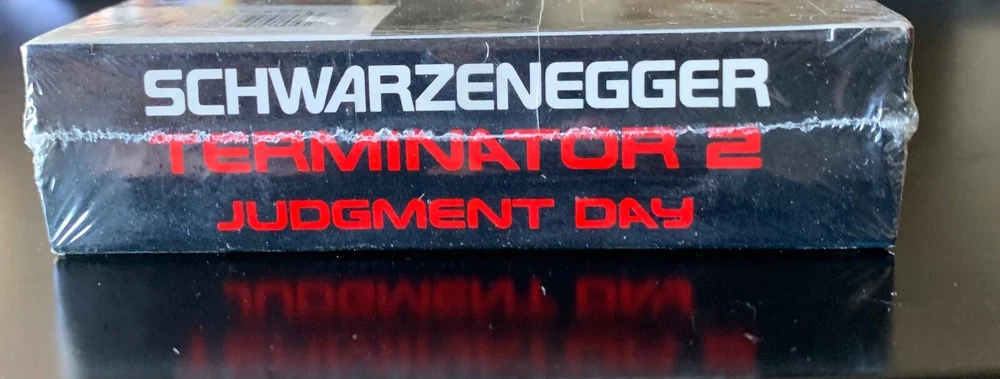 SCHWARZENEGGER
TERMINATOR 2
JUDGMENT DAY